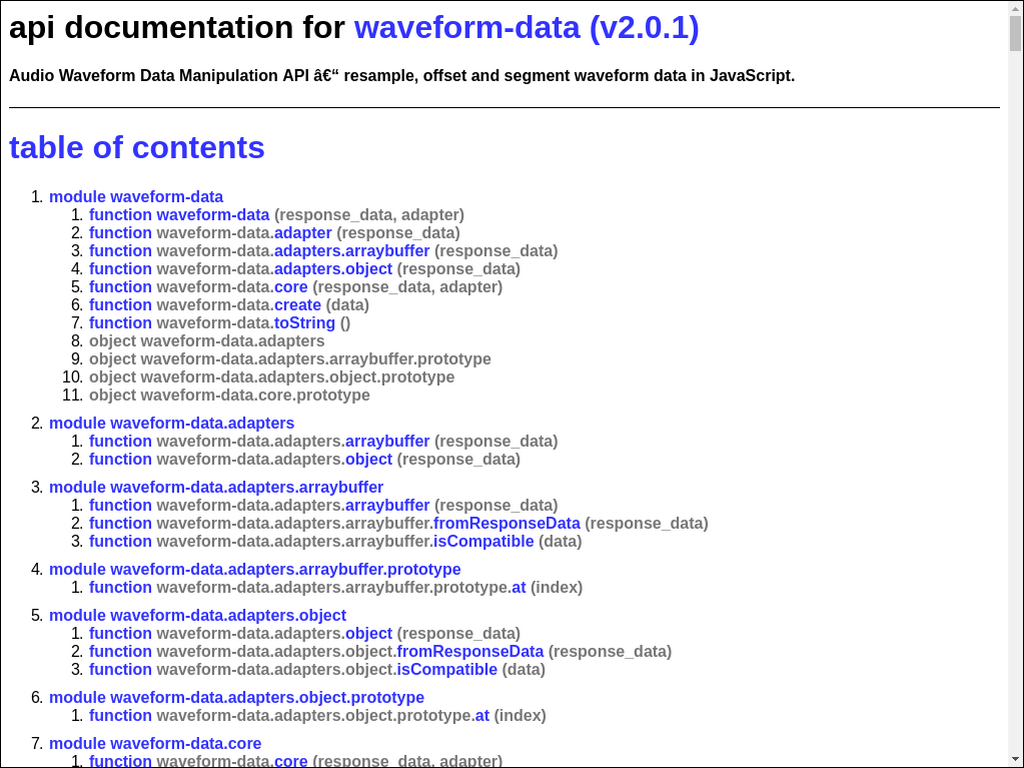 api documentation for waveform-data (v2.0.1)
Audio Waveform Data Manipulation API â€“ resample, offset and segment waveform data in JavaScript.
table of contents
1. module waveform-data
1. function waveform-data (response_data, adapter)
2. function waveform-data.adapter (response_data)
3. function waveform-data.adapters.arraybuffer (response_data)
4. function waveform-data.adapters.object (response_data)
5. function waveform-data.core (response_data, adapter)
6. function waveform-data.create (data)
7. function waveform-data.toString ()
8. object waveform-data.adapters
9. object waveform-data.adapters.arraybuffer.prototype
10. object waveform-data.adapters.object.prototype
11. object waveform-data.core.prototype
2. module waveform-data.adapters
1. function waveform-data.adapters.arraybuffer (response_data)
2. function waveform-data.adapters.object (response_data)
3. module waveform-data.adapters.arraybuffer
1. function waveform-data.adapters.arraybuffer (response_data)
2. function waveform-data.adapters.arraybuffer.fromResponseData (response_data)
3. function waveform-data.adapters.arraybuffer.isCompatible (data)
4. module waveform-data.adapters.arraybuffer.prototype
1. function waveform-data.adapters.arraybuffer.prototype.at (index)
5. module waveform-data.adapters.object
1. function waveform-data.adapters.object (response_data)
2. function waveform-data.adapters.object.fromResponseData (response_data)
3. function waveform-data.adapters.object.isCompatible (data)
6. module waveform-data.adapters.object.prototype
1. function waveform-data.adapters.object.prototype.at (index)
7. module waveform-data.core
1. function waveform-data.core (response_data, adapter)